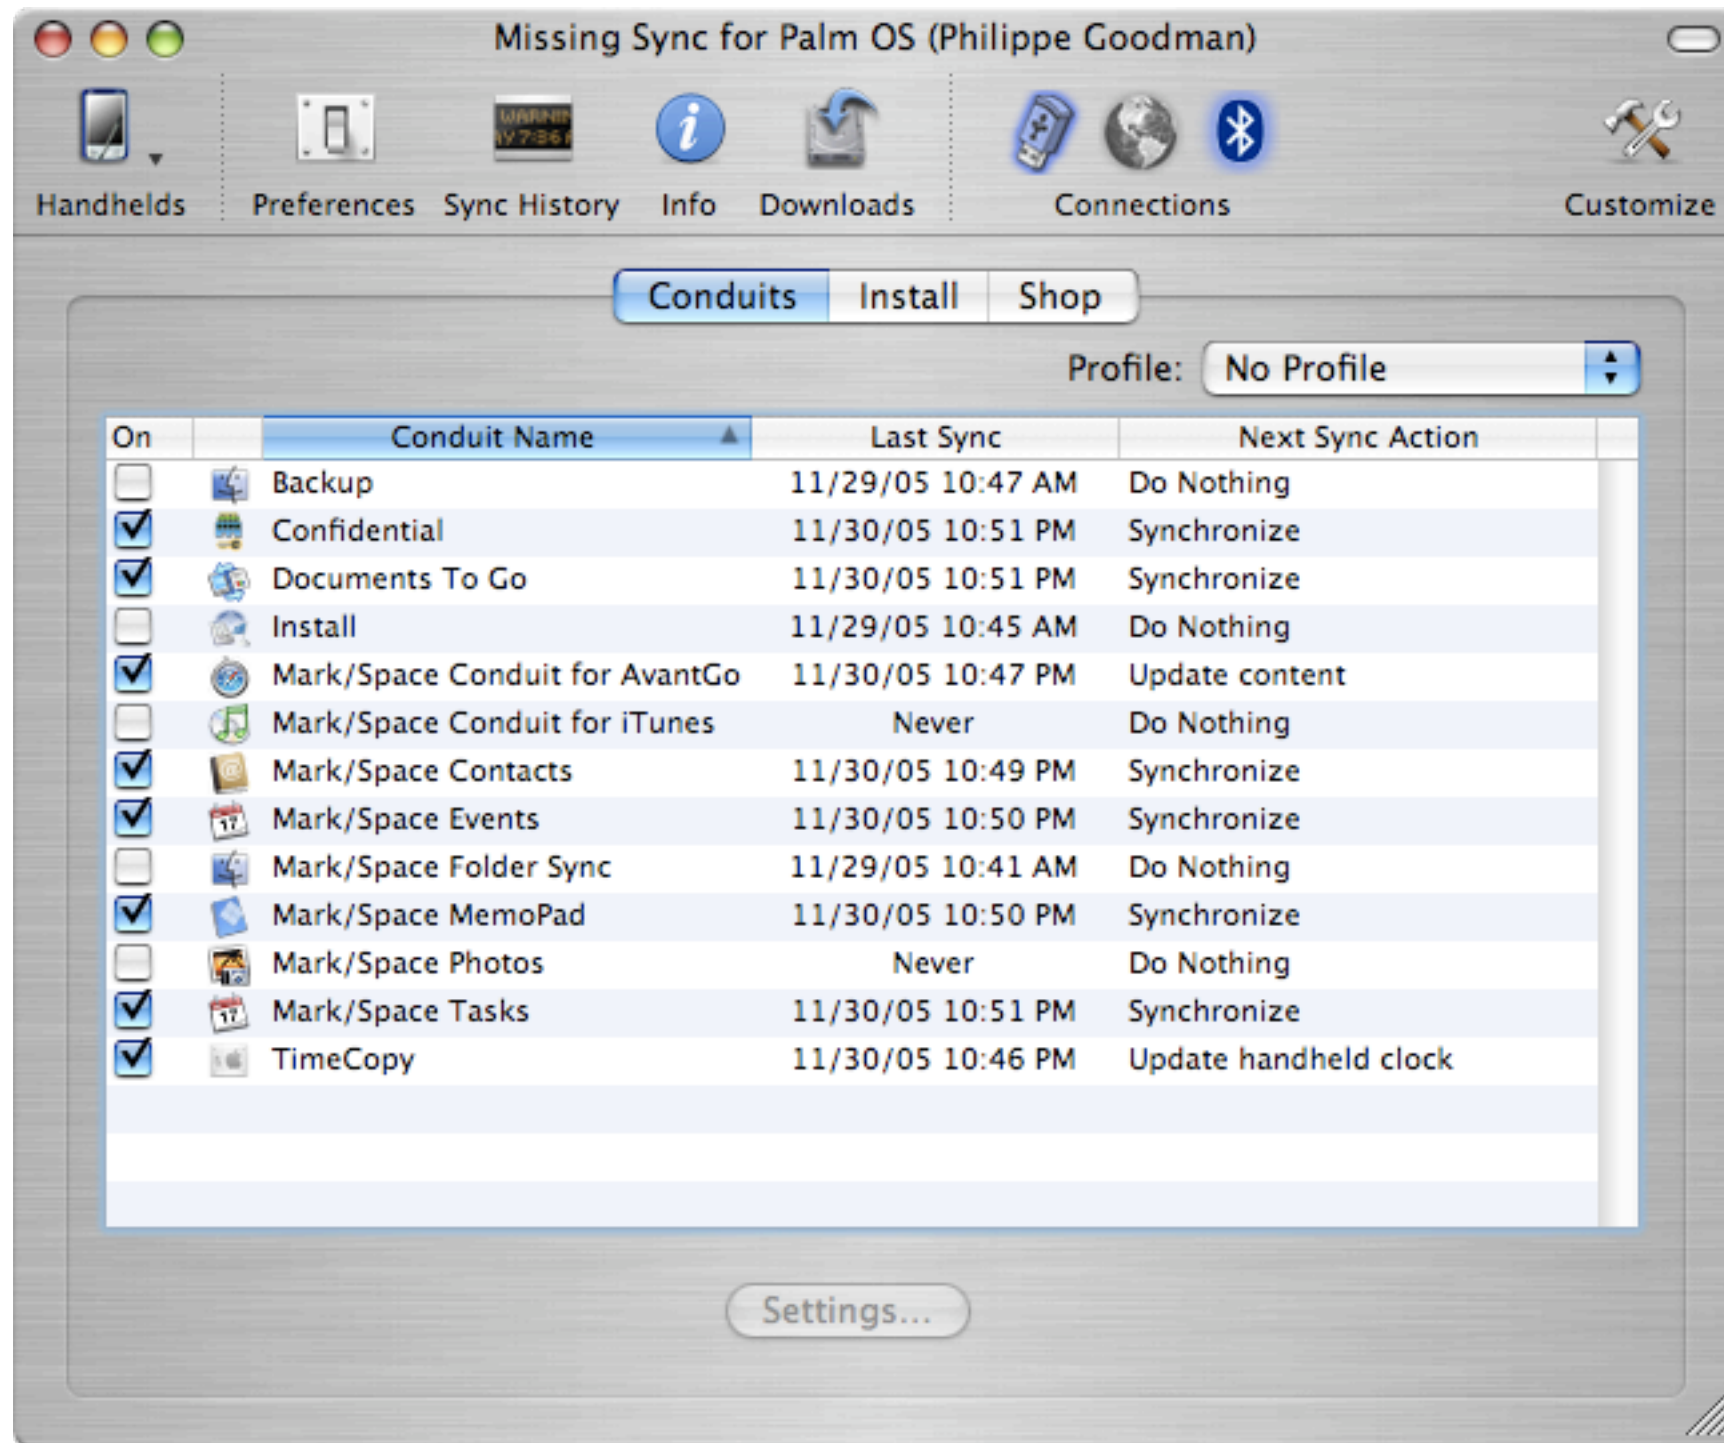 Missing Sync for Palm OS (Philippe Goodman)
WARNIN
AY 7:36 A
Handhelds Preferences Sync History Info Downloads Connections Customize
Conduits Install Shop
Profile: No Profile
On Conduit Name Last Sync Next Sync Action
Backup 11/29/05 10:47 AM Do Nothing
Confidential 11/30/05 10:51 PM Synchronize
Documents To Go 11/30/05 10:51 PM Synchronize
Install 11/29/05 10:45 AM Do Nothing
Mark/Space Conduit for AvantGo 11/30/05 10:47 PM Update content
Mark/Space Conduit for iTunes Never Do Nothing
Mark/Space Contacts 11/30/05 10:49 PM Synchronize
Mark/Space Events 11/30/05 10:50 PM Synchronize
Mark/Space Folder Sync 11/29/05 10:41 AM Do Nothing
Mark/Space MemoPad 11/30/05 10:50 PM Synchronize
Mark/Space Photos Never Do Nothing
Mark/Space Tasks 11/30/05 10:51 PM Synchronize
TimeCopy 11/30/05 10:46 PM Update handheld clock
Settings...